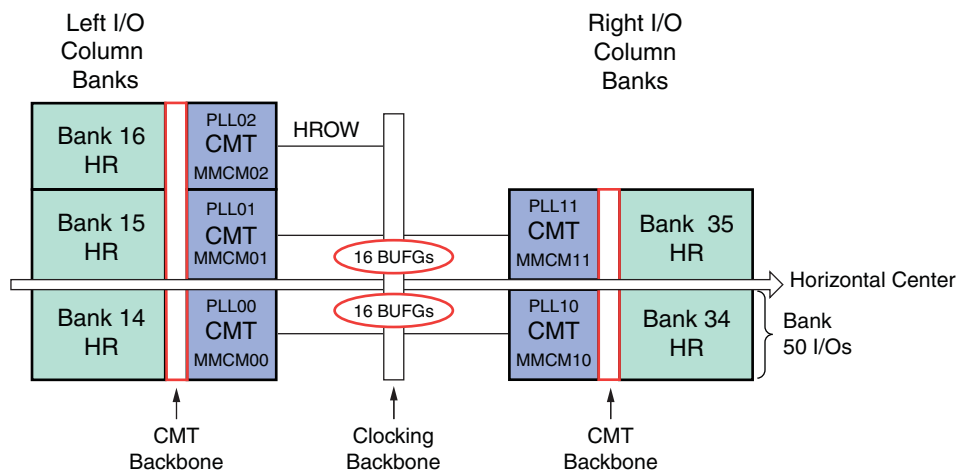 Left I/O
Column
Banks
Right I/O
Column
Banks
Bank 16
HR
PLL02
CMT
MMCM02
HROW
Bank 15
HR
PLL01
CMT
MMCM01
16 BUFGs
PLL11
CMT
MMCM11
Bank 35
HR
Horizontal Center
Bank 14
HR
PLL00
CMT
MMCM00
16 BUFGs
PLL10
CMT
MMCM10
Bank 34
HR
Bank
50 I/Os
CMT
Backbone
Clocking
Backbone
CMT
Backbone